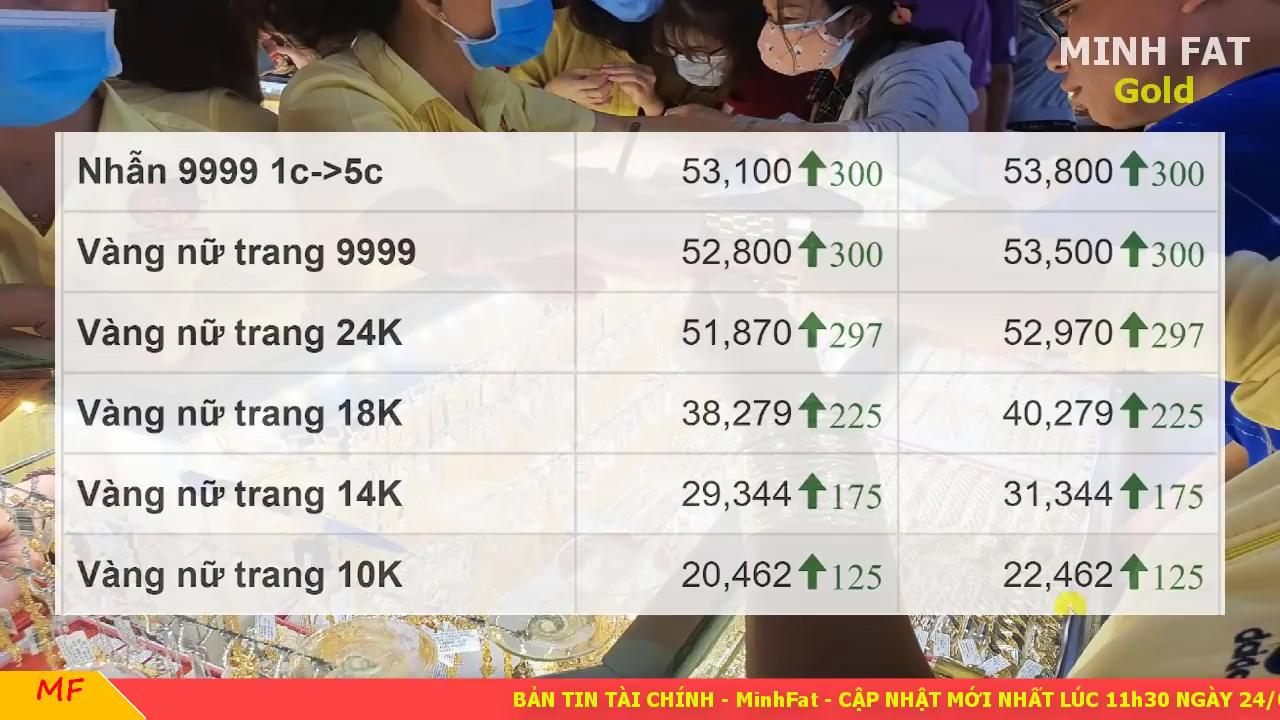 MINH FAT
Gold
Nhẫn 9999 1c->5c 53,100 300 53,800 300
Vàng nữ trang 9999 52,800 300 53,500 300
Vàng nữ trang 24K 51,870 297 52,970 297
Vàng nữ trang 18K 38,279 225 40,279 225
Vàng nữ trang 14K 29,344 175 31,344 175
Vàng nữ trang 10K 20,462 125 22,462 125
MF BẢN TIN TÀI CHÍNH - MinhFat - CẬP NHẬT MỚI NHẤT LÚC 11h30 NGÀY 24/